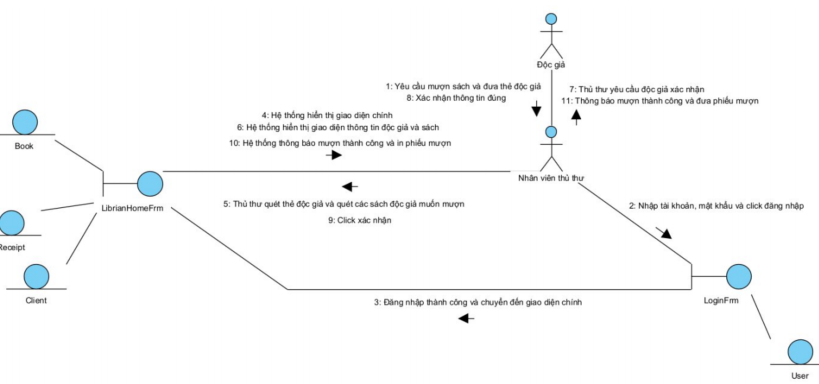 Độc giả
1: Yêu cầu mượn sách và đưa thẻ độc giả
8: Xác nhận thông tin đúng
7: Thủ thư yêu cầu độc giả xác nhận
11: Thông báo mượn thành công và đưa phiếu mượn
4: Hệ thống hiển thị giao diện chính
6: Hệ thống hiển thị giao diện thông tin độc giả và sách
10: Hệ thống thông báo mượn thành công và in phiếu mượn
Book
Nhân viên thủ thư
LibrianHomeFrm
5: Thủ thư quét thẻ độc giả và quét các sách độc giả muốn mượn
9: Click xác nhận
2: Nhập tài khoản, mật khẩu và click đăng nhập
Receipt
Client
3: Đăng nhập thành công và chuyển đến giao diện chính
LoginFrm
User